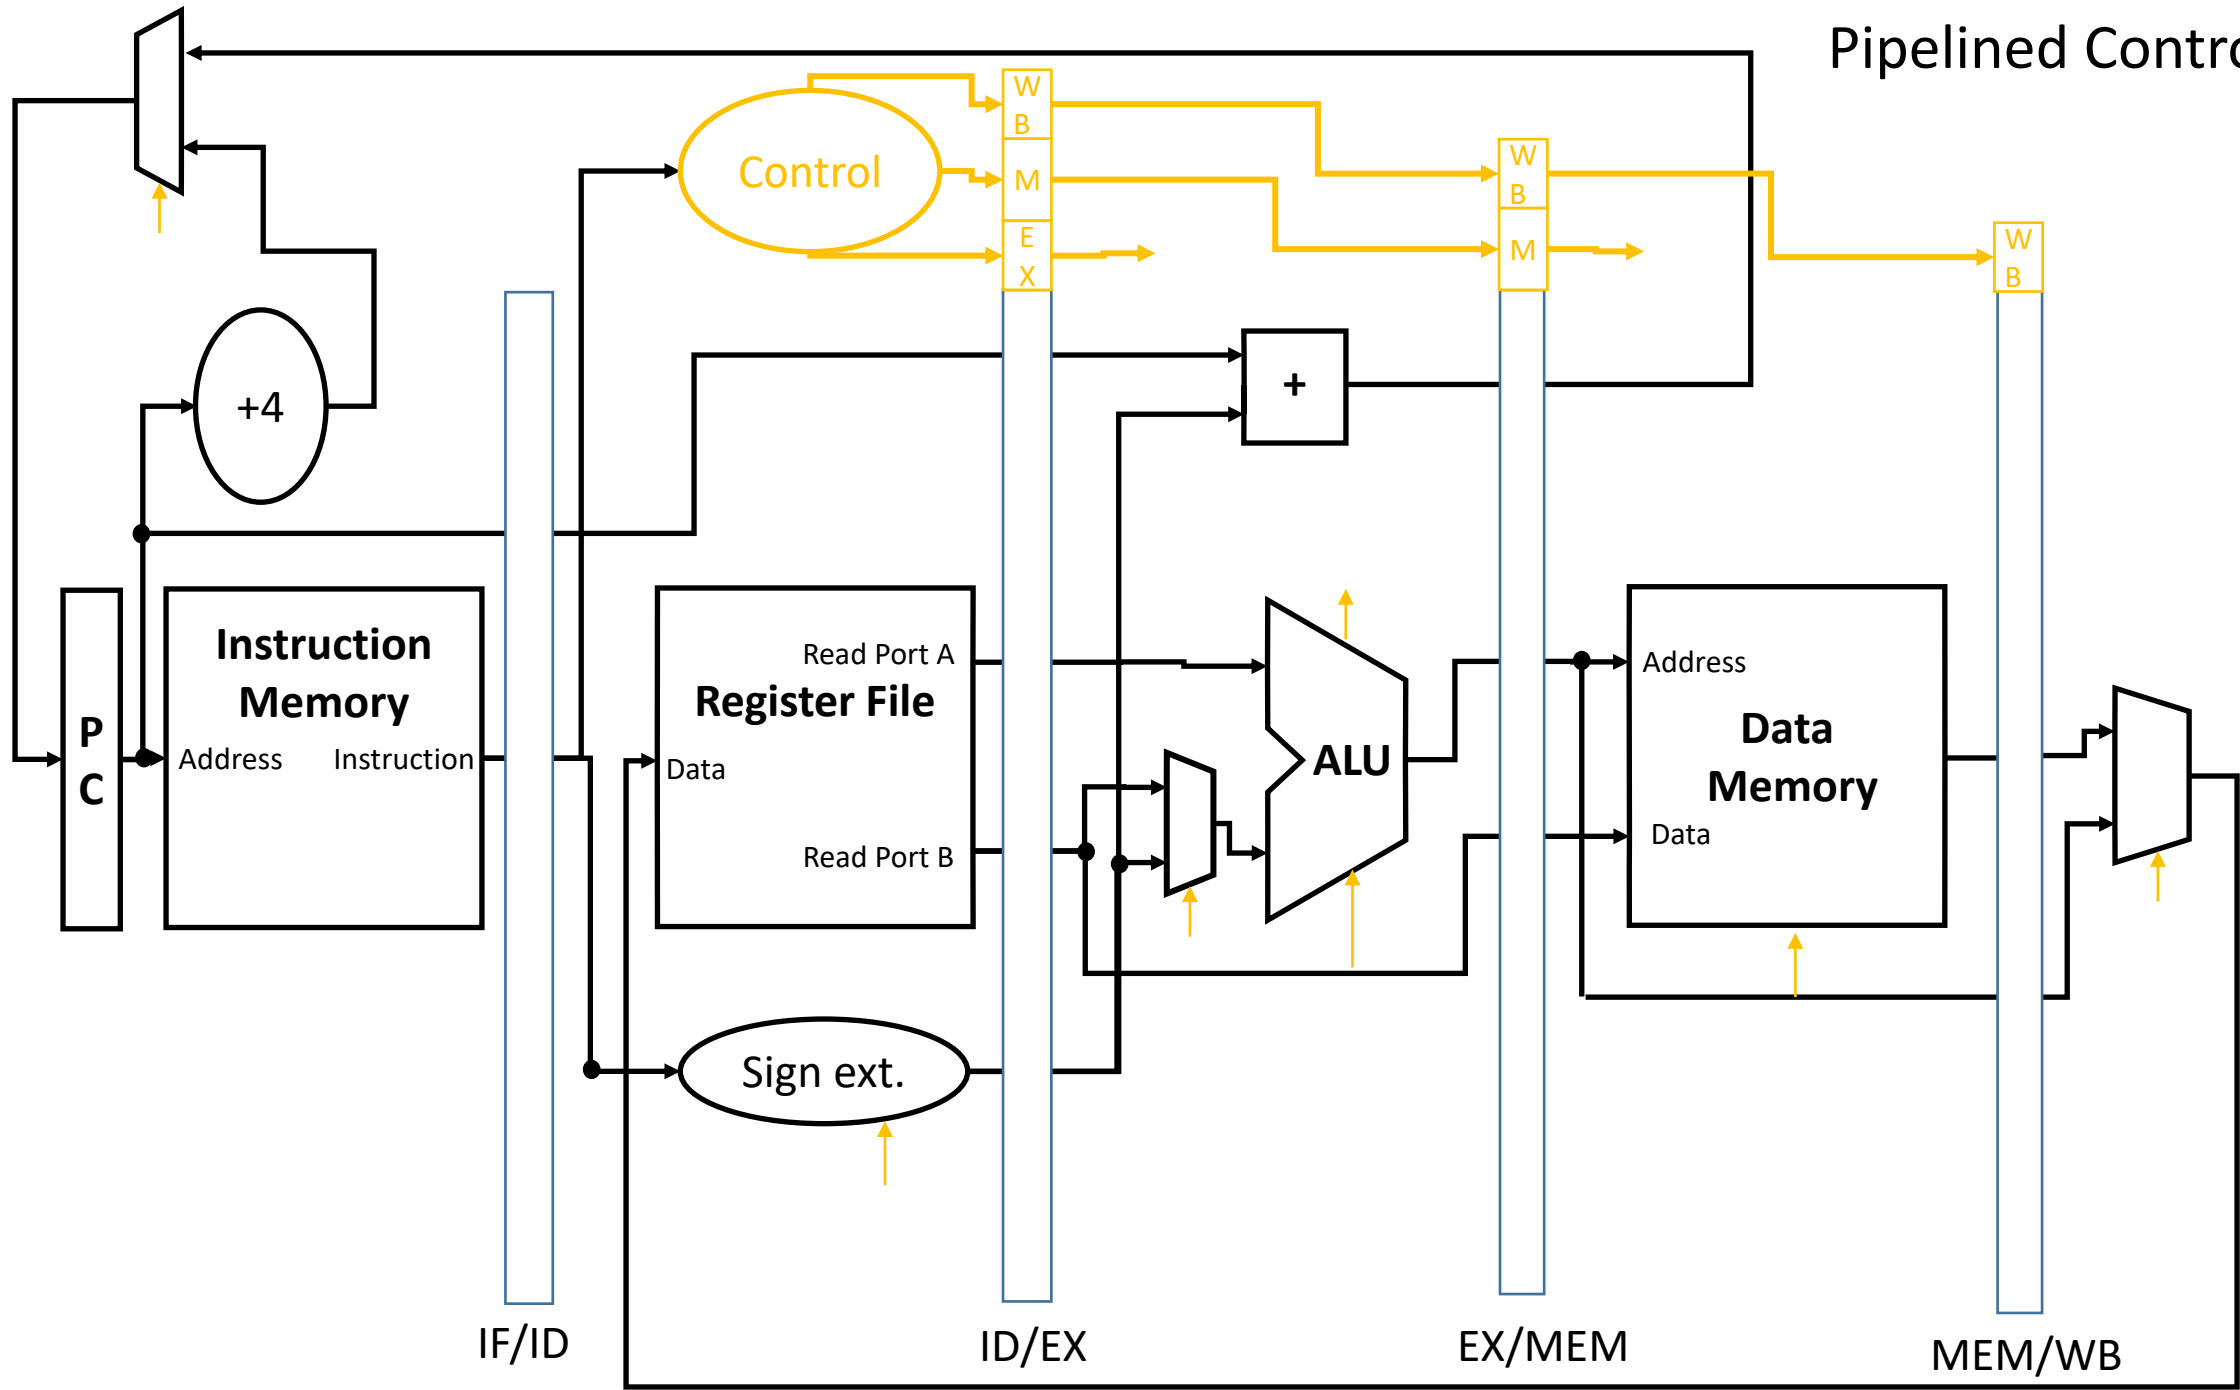 Pipelined Contro
W
B
M
E
X
Control
W
B
M
W
B
+4
+
P
C
Instruction
Memory
Address
Instruction
Read Port A
Register File
Data
Read Port B
ALU
Address
Data
Memory
Data
Sign ext.
IF/ID
ID/EX
EX/MEM
MEM/WB